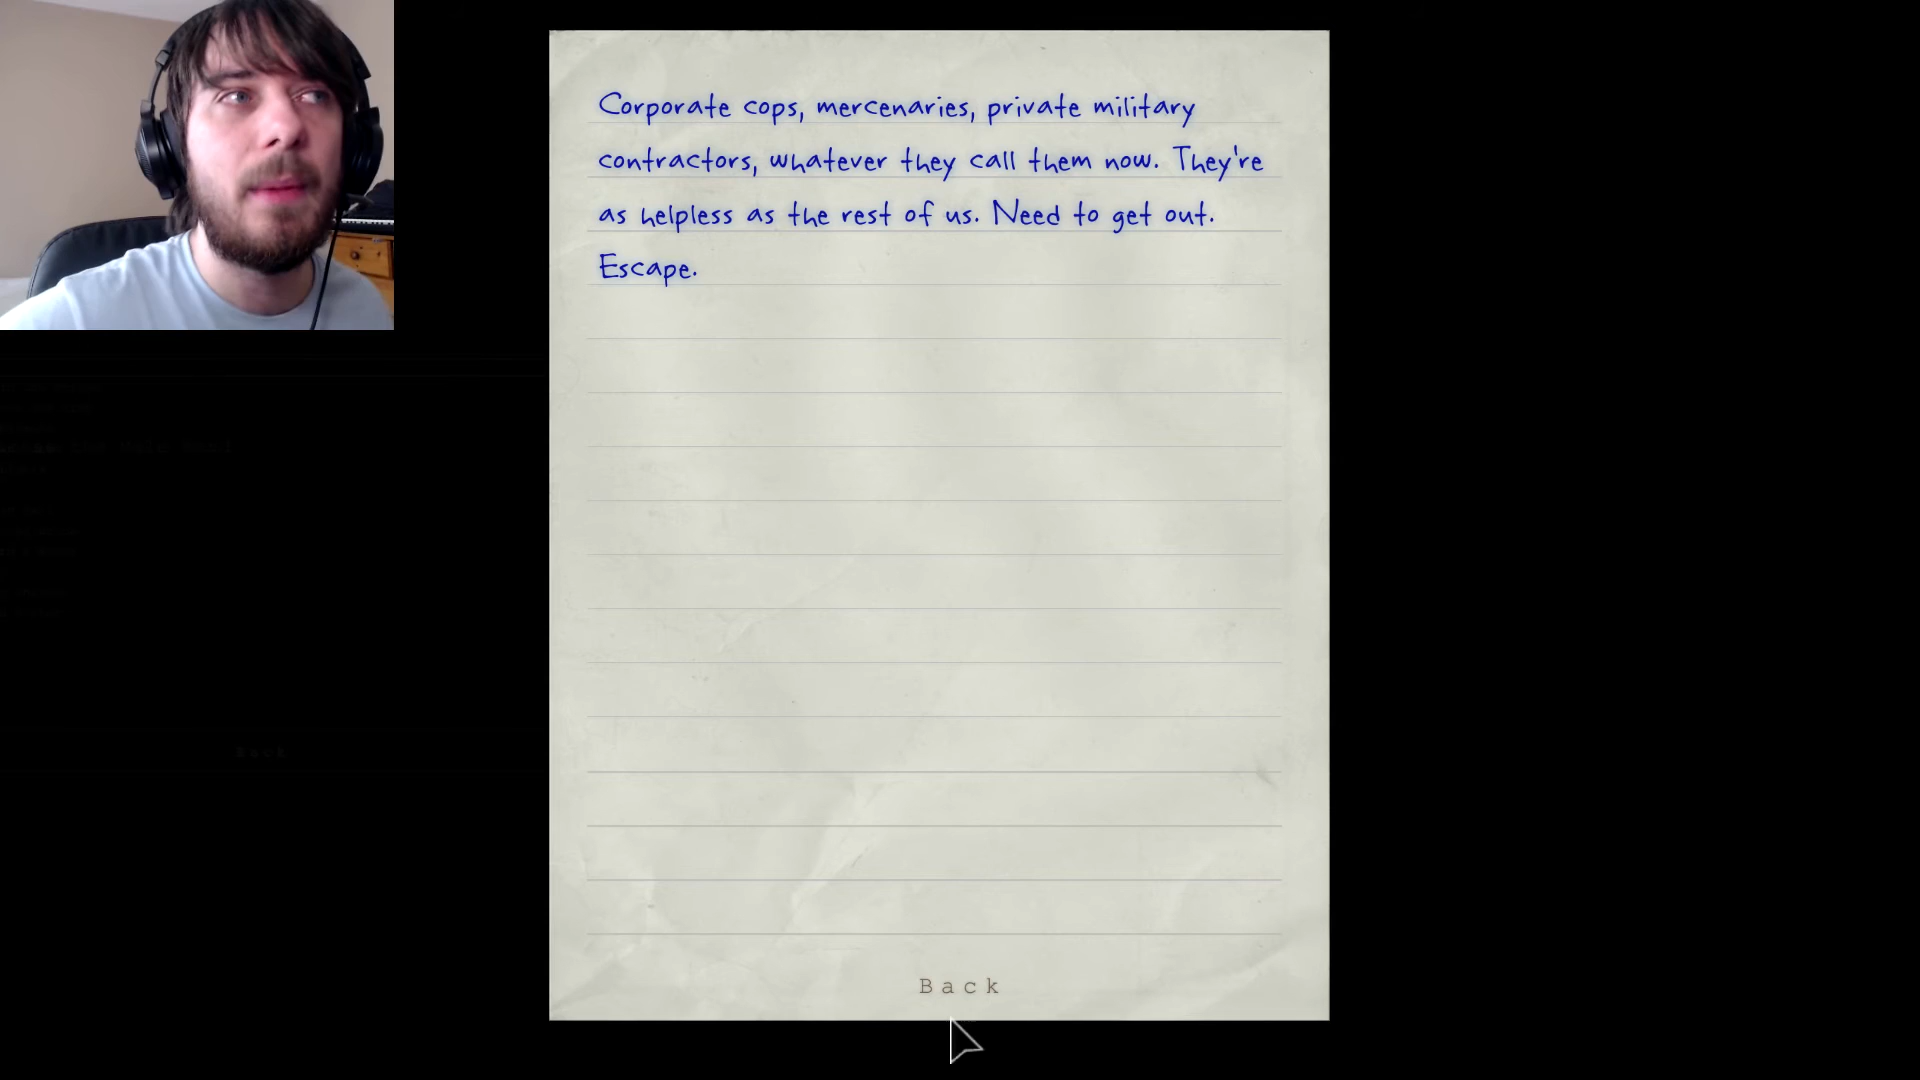 Corporate cops, mercenaries, private military
contractors, whatever they call them now. They're
as helpless as the rest of us. Need to get out.
Escape.
Back
Back